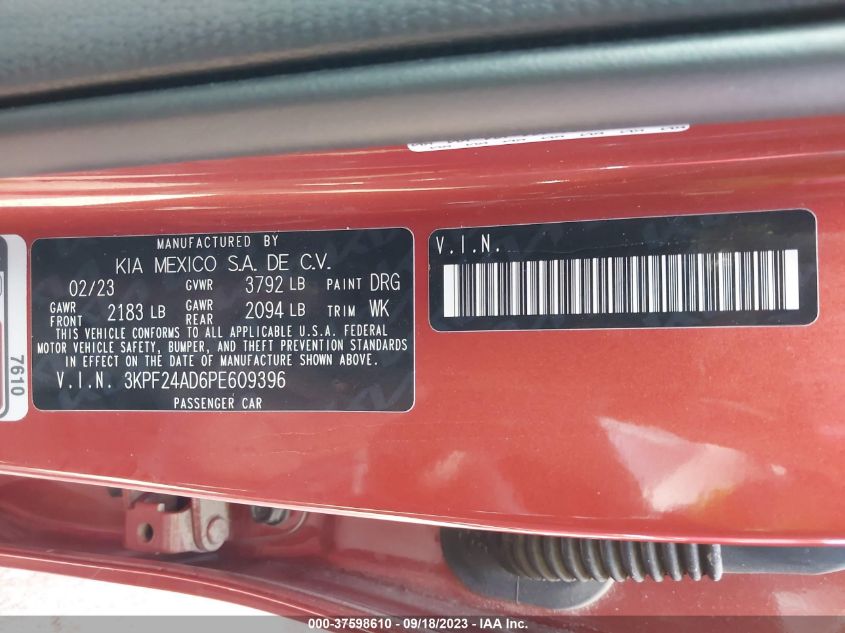 MANUFACTURED BY
KIA MEXICO S.A. DE C.V.
02/23 GVWR 3792 LB PAINT DRG
GAWR FRONT 2183 LB GAWR REAR 2094 LB TRIM WK
THIS VEHICLE CONFORMS TO ALL APPLICABLE U.S.A. FEDERAL
MOTOR VEHICLE SAFETY, BUMPER, AND THEFT PREVENTION STANDARDS
IN EFFECT ON THE DATE OF MANUFACTURE SHOWN ABOVE.
V.I.N. 3KPF24AD6PE609396
PASSENGER CAR
V.I.N.
7610
000-37598610 - 09/18/2023 - IAA Inc.